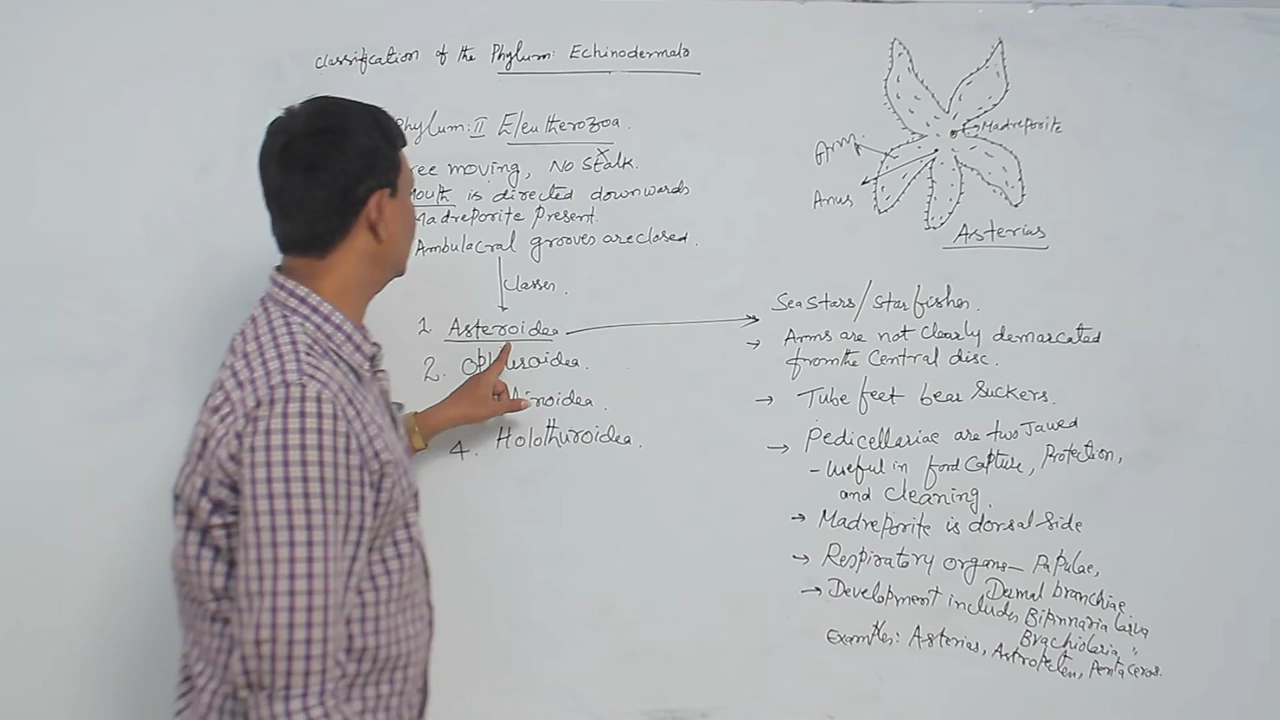 Classification of the Phylum: Echinodermata
Phylum: II Eleutherozoa.
ree moving, No stalk.
Mouth is directed downwards
Madreporite present.
Ambulacral grooves are closed.
classes.
1. Asteroidea
2. Ophiuroidea.
inoidea.
4. Holothuroidea.
Madreporite
Arm
Anus
Asterias
Sea stars/ star fishes.
→ Arms are not clearly demarcated
from the Central disc.
→ Tube feet bear Suckers.
→ Pedicellariae are two Jawed
- useful in food capture, Protection,
and cleaning.
→ Madreporite is dorsal side
→ Respiratory organs — Papulae,
Dermal branchiae
→ Development includes Bipinnaria larva
Brachiolaria "
Examples: Asterias, Astropecten, Pentaceros.